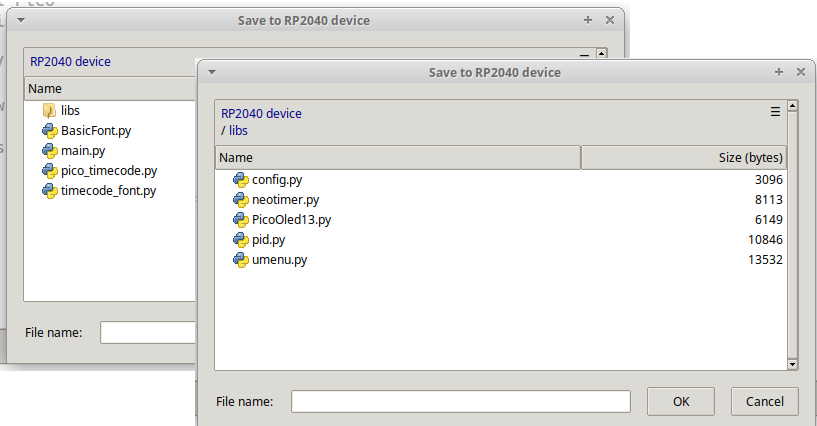 Save to RP2040 device
RP2040 device
Name
libs
BasicFont.py
main.py
pico_timecode.py
timecode_font.py
File name:
Save to RP2040 device
RP2040 device
/ libs
Name Size (bytes)
config.py 3096
neotimer.py 8113
PicoOled13.py 6149
pid.py 10846
umenu.py 13532
File name: OK Cancel